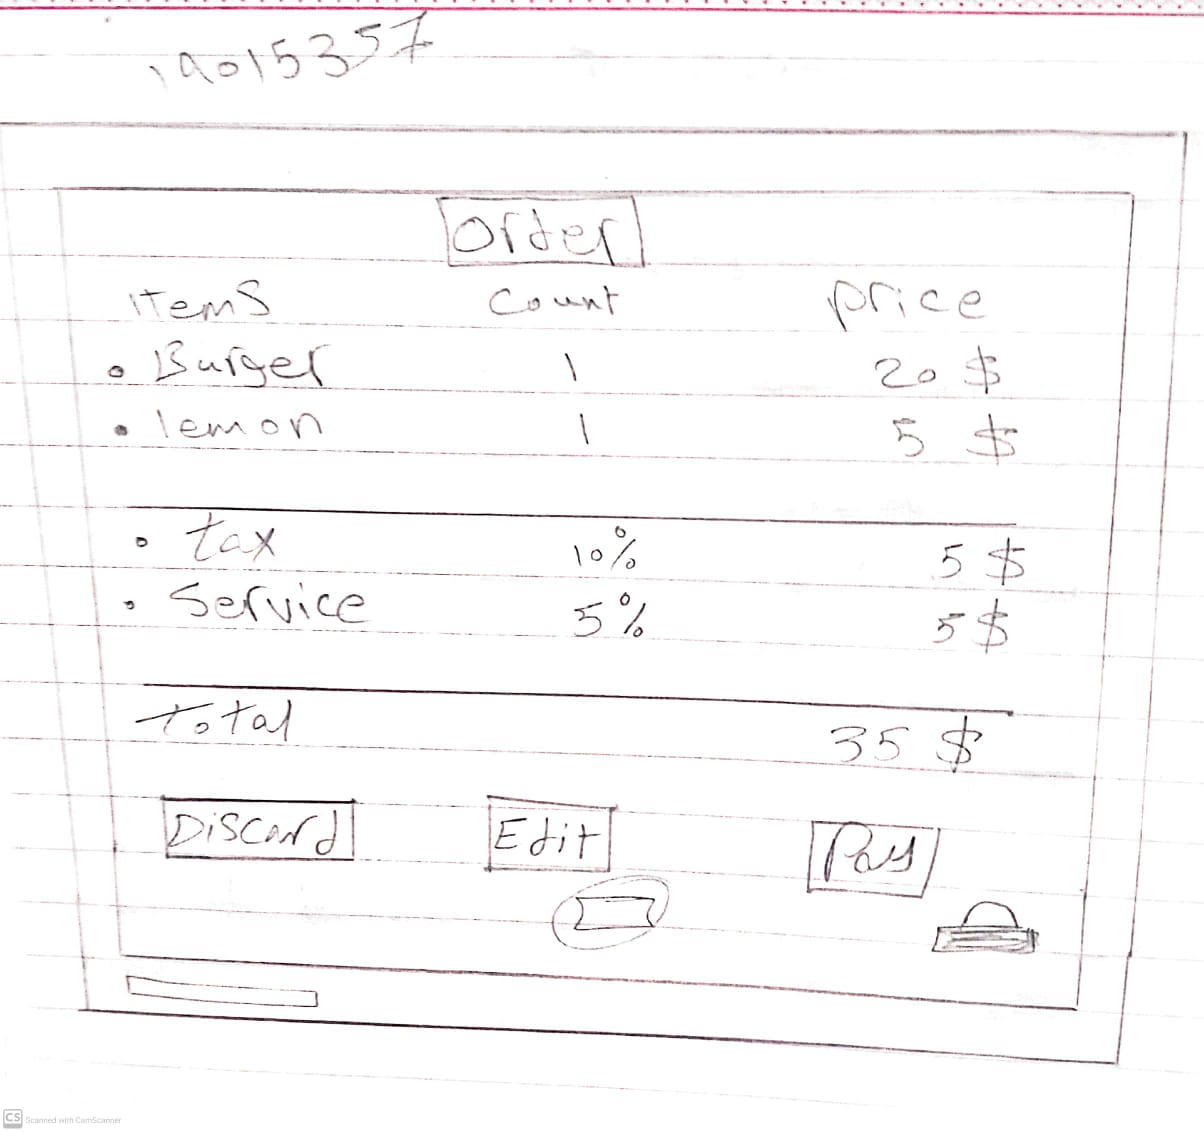 19015357
Order
Items Count price
• Burger 1 20 $
• lemon 1 5 $
• tax 10% 5 $
• Service 5% 5 $
Total 35 $
Discard Edit Pay
CS Scanned with CamScanner